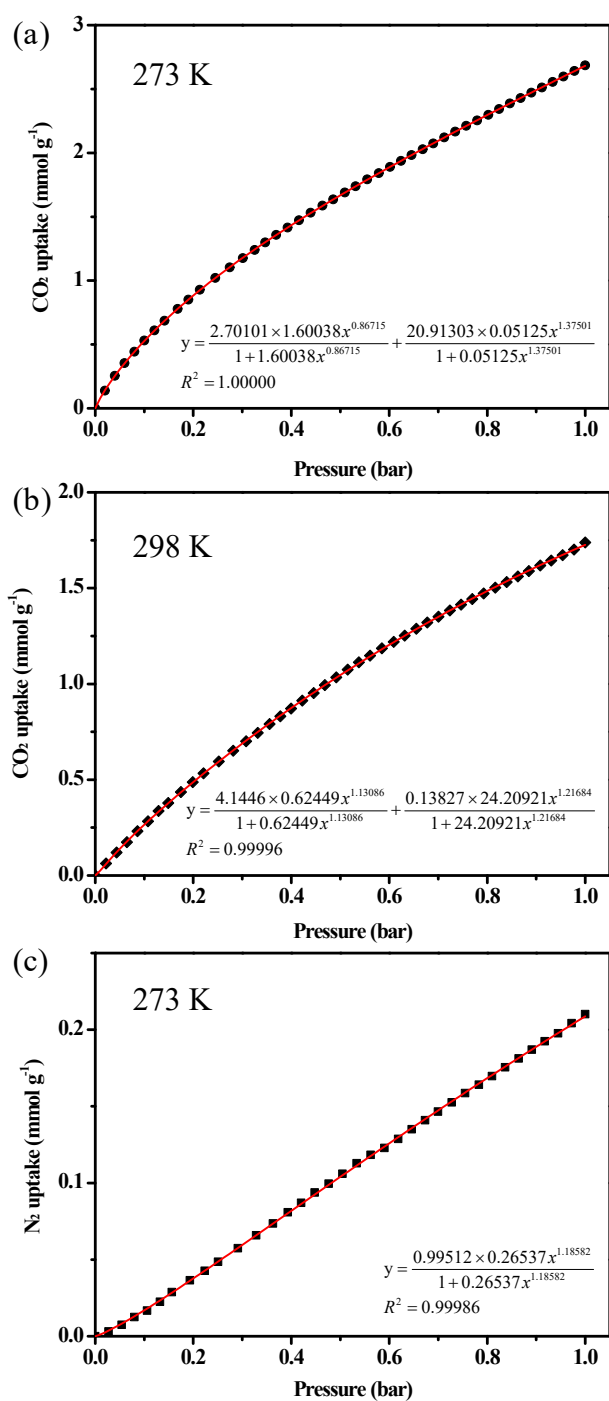 (a)
273 K
CO₂ uptake (mmol g⁻¹)
3
2
1
0
y = (2.70101 × 1.60038x^0.86715)/(1 + 1.60038x^0.86715) + (20.91303 × 0.05125x^1.37501)/(1 + 0.05125x^1.37501)
R² = 1.00000
0.0 0.2 0.4 0.6 0.8 1.0
Pressure (bar)
(b)
298 K
CO₂ uptake (mmol g⁻¹)
2.0
1.5
1.0
0.5
0.0
y = (4.1446 × 0.62449x^1.13086)/(1 + 0.62449x^1.13086) + (0.13827 × 24.20921x^1.21684)/(1 + 24.20921x^1.21684)
R² = 0.99996
0.0 0.2 0.4 0.6 0.8 1.0
Pressure (bar)
(c)
273 K
N₂ uptake (mmol g⁻¹)
0.2
0.1
0.0
y = (0.99512 × 0.26537x^1.18582)/(1 + 0.26537x^1.18582)
R² = 0.99986
0.0 0.2 0.4 0.6 0.8 1.0
Pressure (bar)